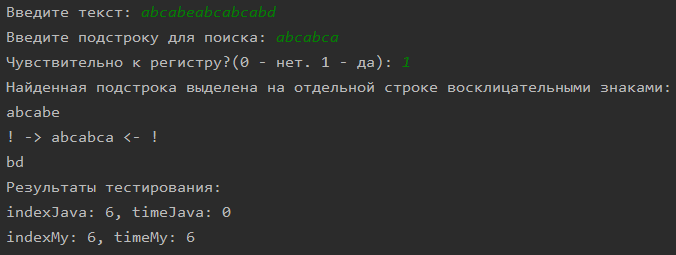 Введите текст: abcabeabcabcabd
Введите подстроку для поиска: abcabca
Чувствительно к регистру?(0 - нет. 1 - да): 1
Найденная подстрока выделена на отдельной строке восклицательными знаками:
abcabe
! -> abcabca <- !
bd
Результаты тестирования:
indexJava: 6, timeJava: 0
indexMy: 6, timeMy: 6